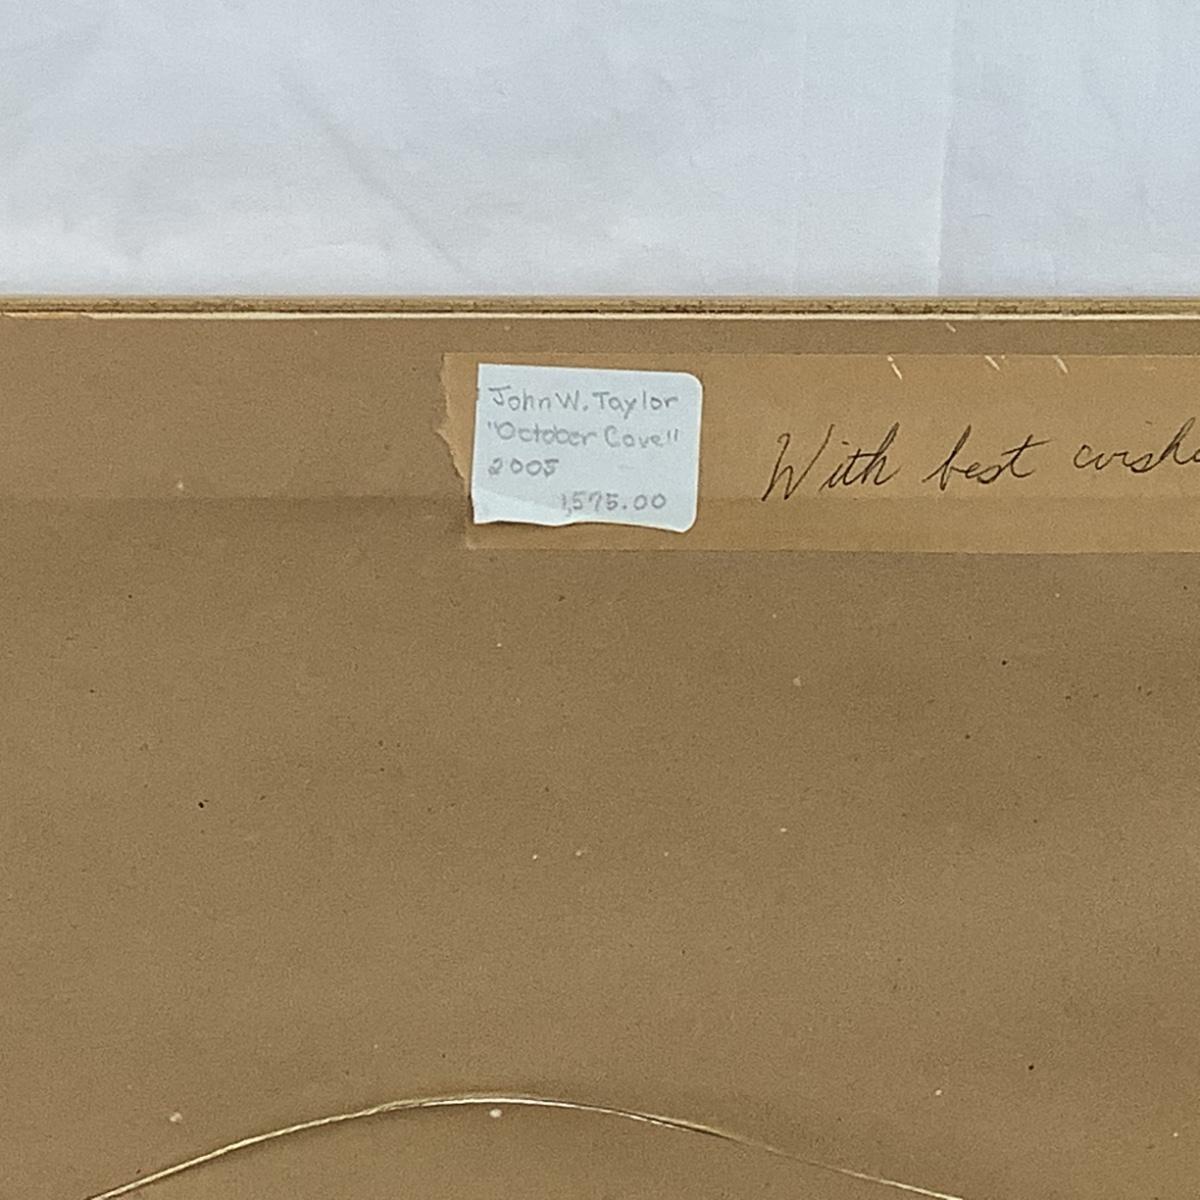 John W. Taylor
"October Cove"
2005
1,575.00
With best